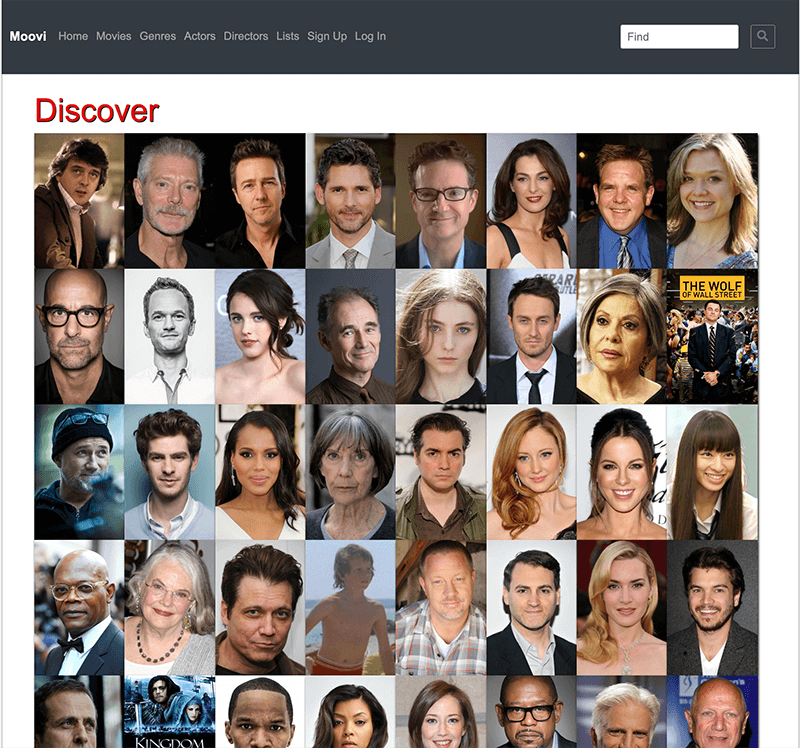 Moovi Home Movies Genres Actors Directors Lists Sign Up Log In Find
Discover
THE WOLF
OF WALL STREET
KINGDOM